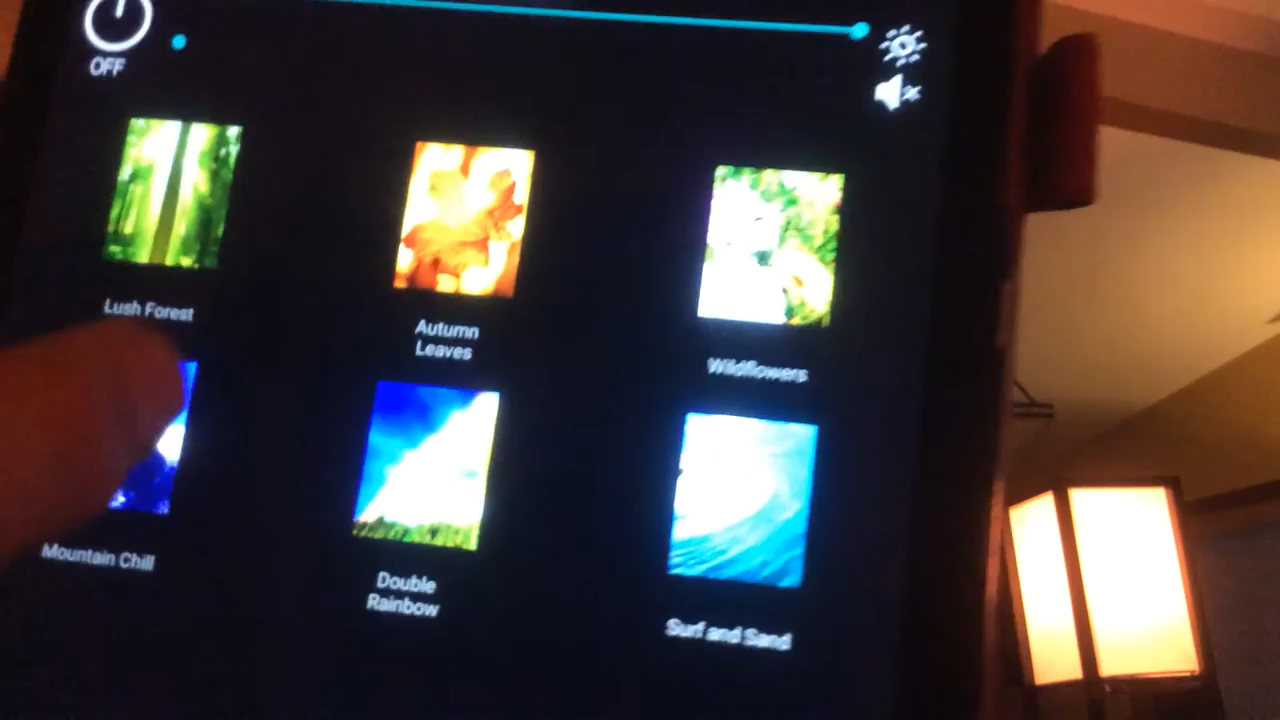 OFF
Lush Forest
Autumn
Leaves
Wildflowers
Mountain Chill
Double
Rainbow
Surf and Sand